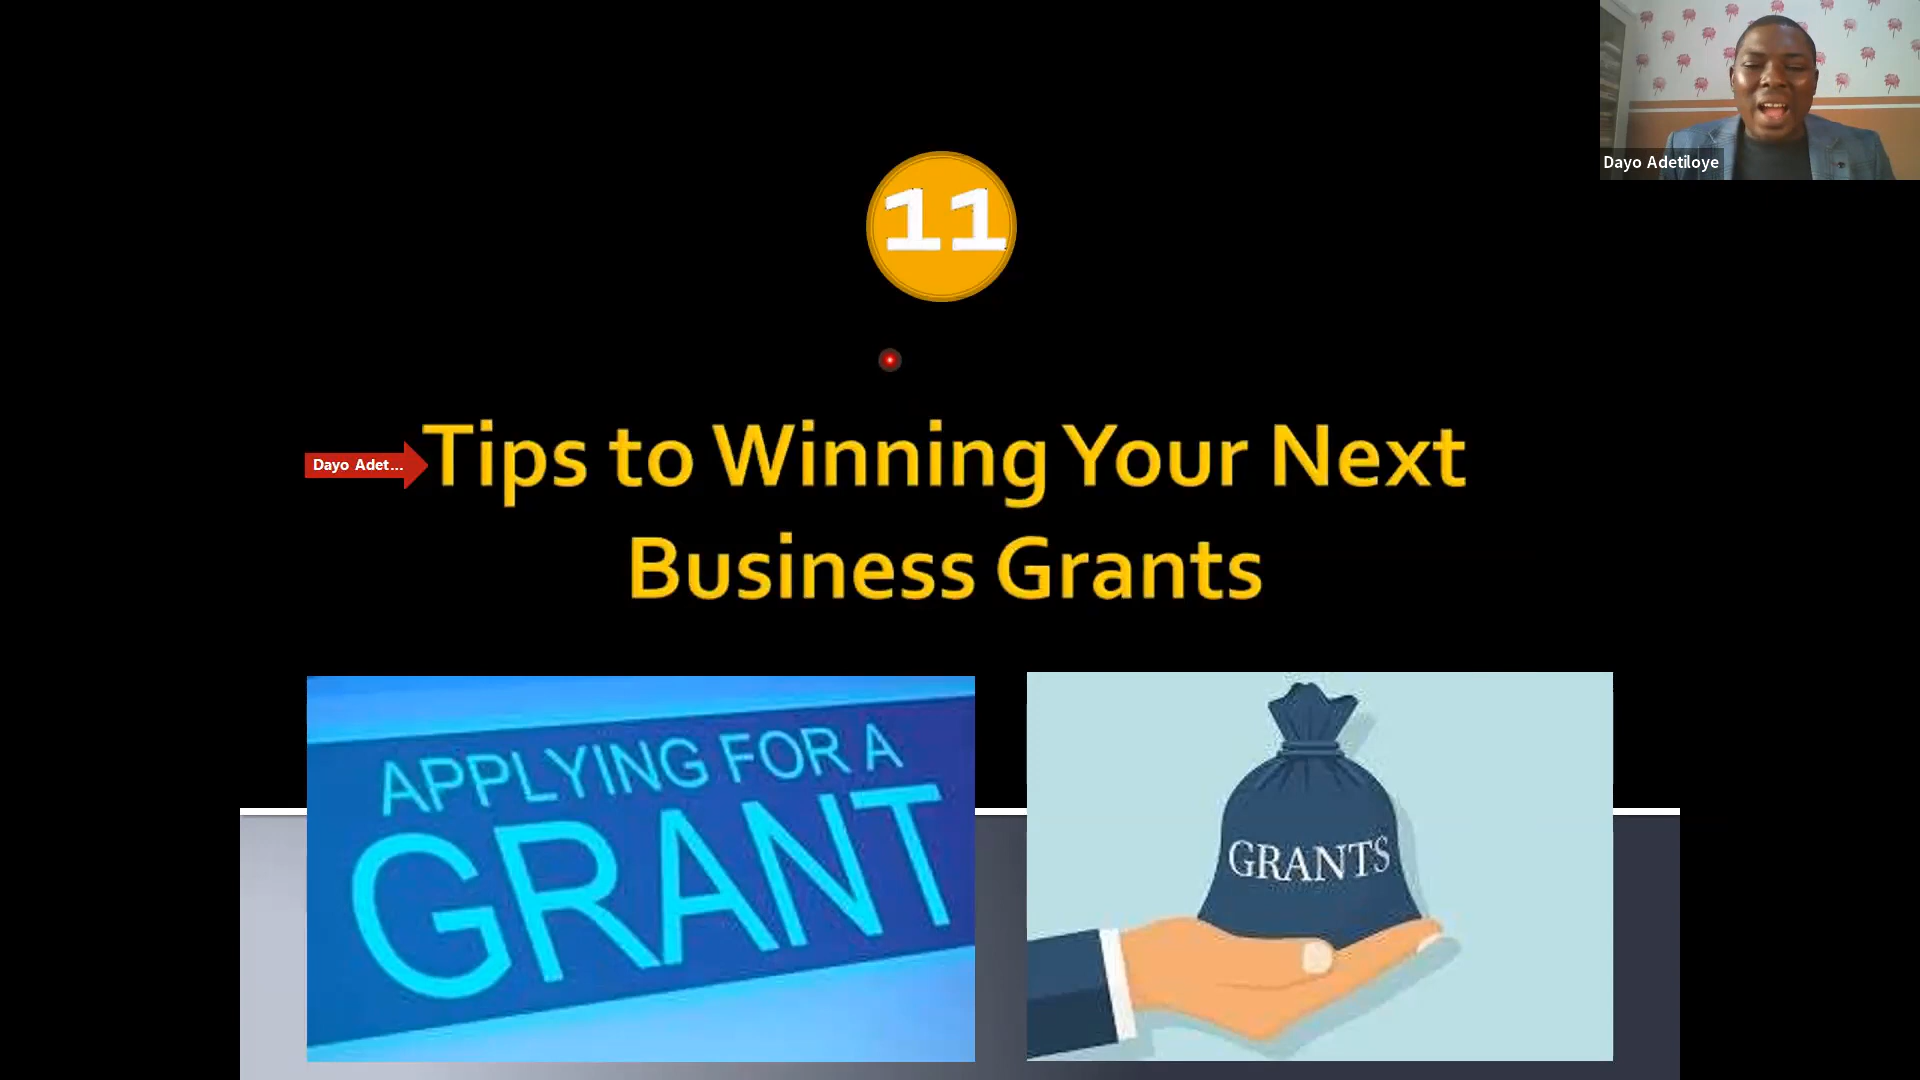 Dayo Adetiloye
11
Dayo Adet...
Tips to Winning Your Next
Business Grants
APPLYING FOR A
GRANT
GRANTS